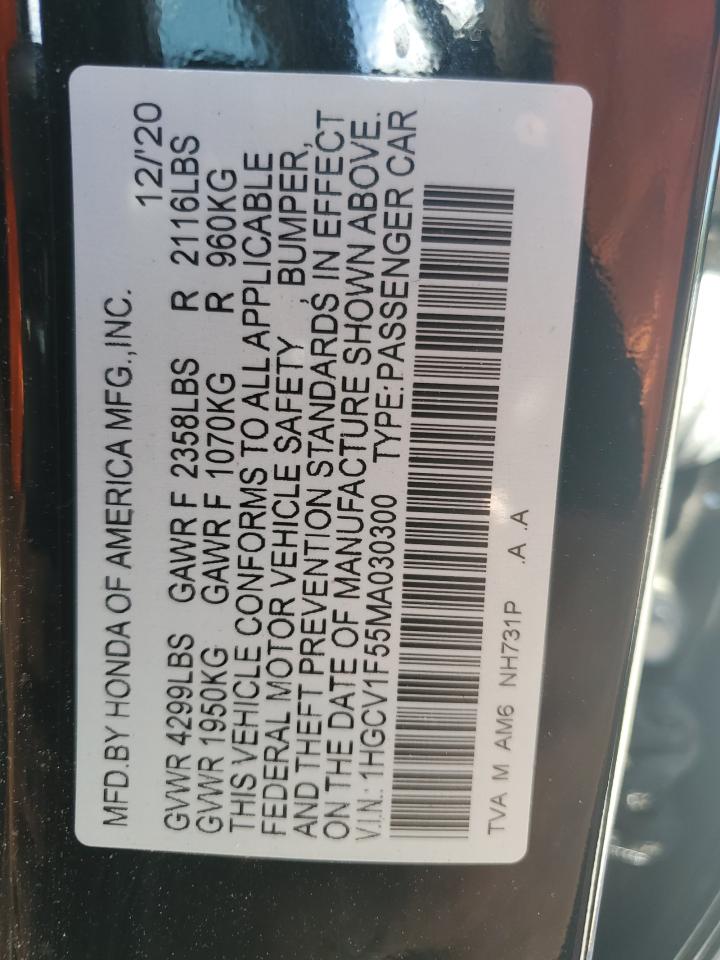 MFD.BY HONDA OF AMERICA MFG.,INC. 12/'20
GVWR 4299LBS GAWR F 2358LBS R 2116LBS
GVWR 1950KG GAWR F 1070KG R 960KG
THIS VEHICLE CONFORMS TO ALL APPLICABLE
FEDERAL MOTOR VEHICLE SAFETY, BUMPER,
AND THEFT PREVENTION STANDARDS, IN EFFECT
ON THE DATE OF MANUFACTURE SHOWN ABOVE.
V.I.N.: 1HGCV1F55MA030300 TYPE: PASSENGER CAR
TVA M AM6 NH731P .A .A